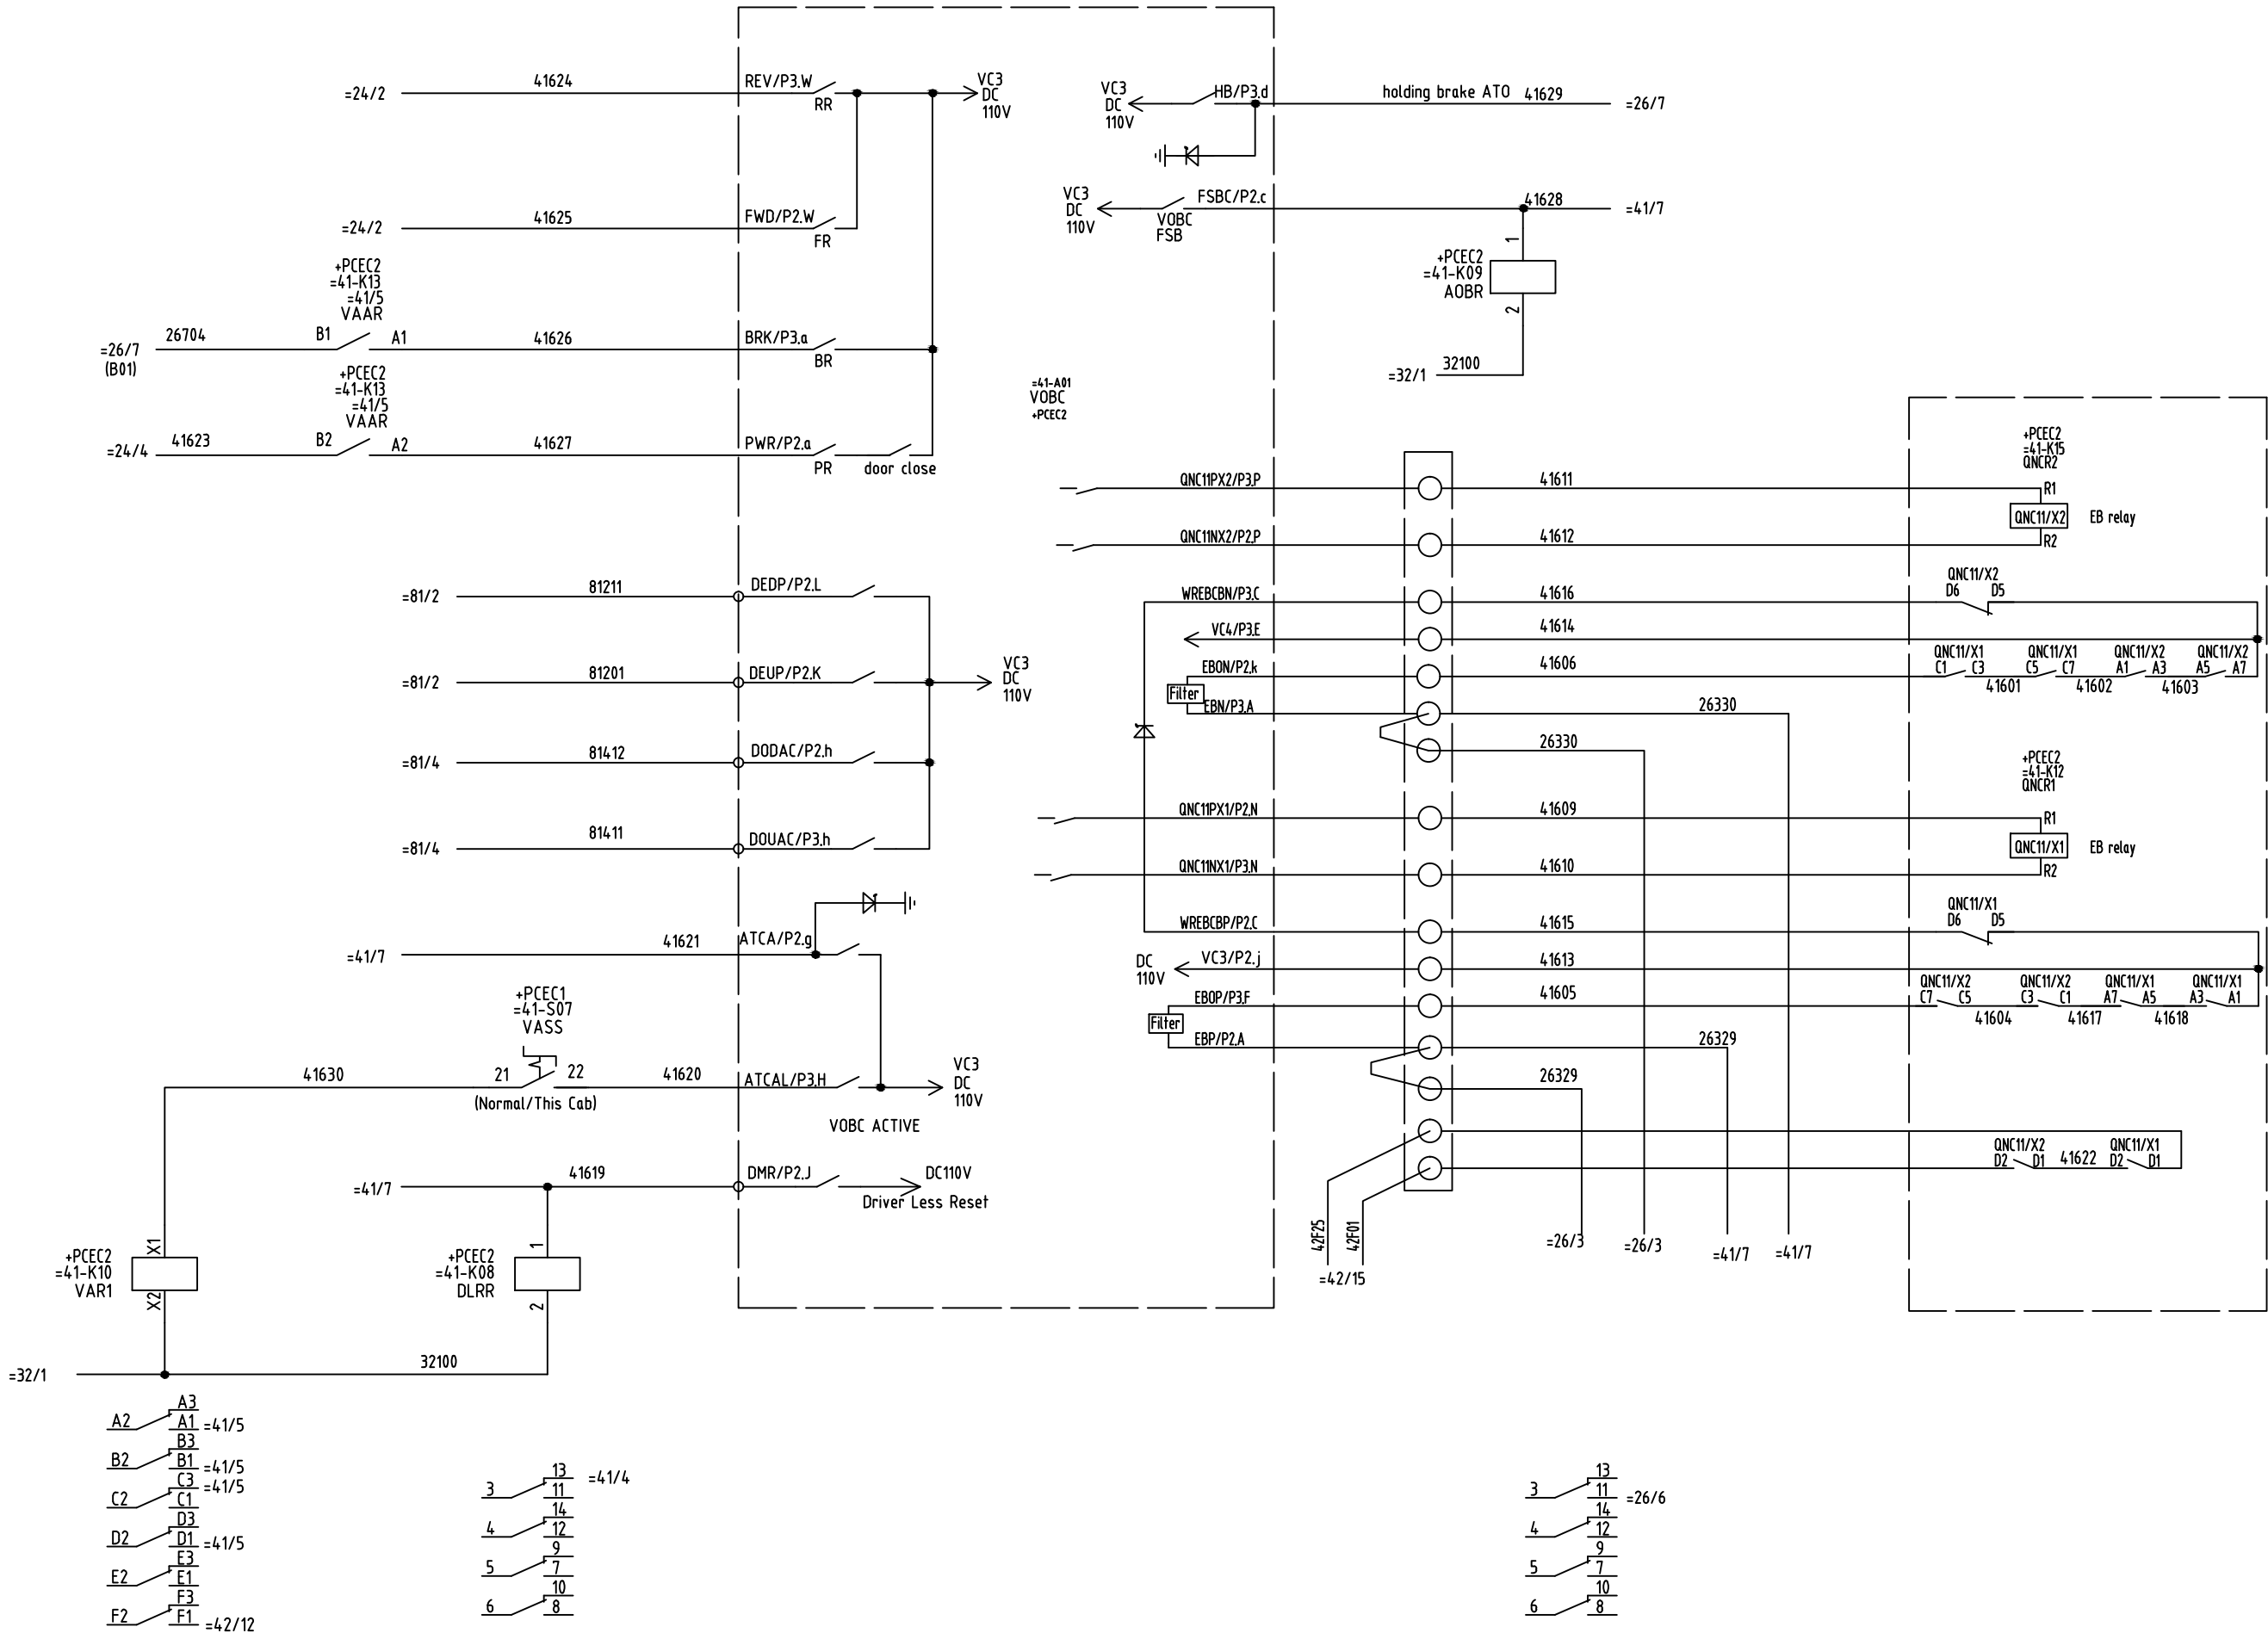 =24/2
41624
REV/P3.W
RR
VC3
DC
110V
=24/2
41625
FWD/P2.W
FR
+PCEC2
=41-K13
=41/5
VAAR
=26/7
(B01)
26704
B1
A1
41626
BRK/P3.a
BR
+PCEC2
=41-K13
=41/5
VAAR
=24/4
41623
B2
A2
41627
PWR/P2.a
PR
door close
VC3
DC
110V
HB/P3.d
holding brake ATO
41629
=26/7
VC3
DC
110V
VOBC
FSB
FSBC/P2.c
41628
=41/7
+PCEC2
=41-K09
AOBR
1
2
=32/1
32100
=41-A01
VOBC
+PCEC2
=81/2
81211
DEDP/P2.L
=81/2
81201
DEUP/P2.K
VC3
DC
110V
=81/4
81412
DODAC/P2.h
=81/4
81411
DOUAC/P3.h
=41/7
41621
ATCA/P2.g
+PCEC1
=41-S07
VASS
41630
21
22
(Normal/This Cab)
41620
ATCAL/P3.H
VC3
DC
110V
VOBC ACTIVE
=41/7
41619
DMR/P2.J
DC110V
Driver Less Reset
+PCEC2
=41-K10
VAR1
X1
X2
+PCEC2
=41-K08
DLRR
1
2
=32/1
32100
QNC11PX2/P3.P
41611
QNC11NX2/P2.P
41612
WREBCBN/P3.C
41616
VC4/P3.E
41614
EBON/P2.k
41606
Filter
EBN/P3.A
26330
26330
QNC11PX1/P2.N
41609
QNC11NX1/P3.N
41610
WREBCBP/P2.C
41615
DC
110V
VC3/P2.j
41613
EBOP/P3.F
41605
Filter
EBP/P2.A
26329
26329
42F25
42F01
=42/15
=26/3
=26/3
=41/7
=41/7
+PCEC2
=41-K15
QNCR2
R1
QNC11/X2
EB relay
R2
QNC11/X2
D6
D5
QNC11/X1
C1
C3
41601
QNC11/X1
C5
C7
41602
QNC11/X2
A1
A3
41603
QNC11/X2
A5
A7
+PCEC2
=41-K12
QNCR1
R1
QNC11/X1
EB relay
R2
QNC11/X1
D6
D5
QNC11/X2
C7
C5
41604
QNC11/X2
C3
C1
41617
QNC11/X1
A7
A5
41618
QNC11/X1
A3
A1
QNC11/X2
D2
D1
41622
QNC11/X1
D2
D1
A3
A2
A1
=41/5
B3
B2
B1
=41/5
C3
=41/5
C2
C1
D3
D2
D1
=41/5
E3
E2
E1
F3
F2
F1
=42/12
13
=41/4
3
11
14
4
12
9
5
7
10
6
8
13
3
11
=26/6
14
4
12
9
5
7
10
6
8